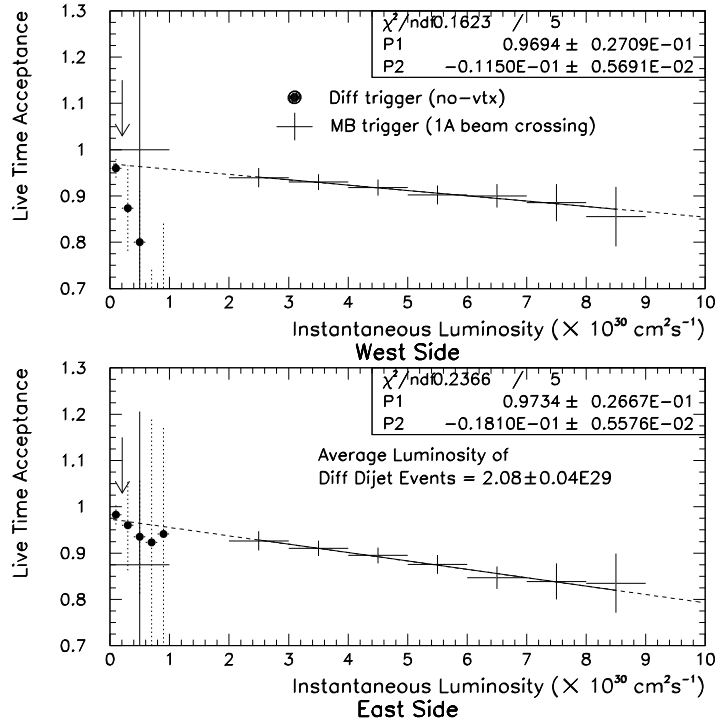 1.3
1.2
1.1
1
0.9
0.8
0.7
Live Time Acceptance
χ²/ndf 0.1623 / 5
P1 0.9694 ± 0.2709E-01
P2 -0.1150E-01 ± 0.5691E-02
Diff trigger (no-vtx)
MB trigger (1A beam crossing)
0 1 2 3 4 5 6 7 8 9 10
Instantaneous Luminosity (× 10³⁰ cm²s⁻¹)
West Side
1.3
1.2
1.1
1
0.9
0.8
0.7
Live Time Acceptance
χ²/ndf 0.2366 / 5
P1 0.9734 ± 0.2667E-01
P2 -0.1810E-01 ± 0.5576E-02
Average Luminosity of
Diff Dijet Events = 2.08±0.04E29
0 1 2 3 4 5 6 7 8 9 10
Instantaneous Luminosity (× 10³⁰ cm²s⁻¹)
East Side